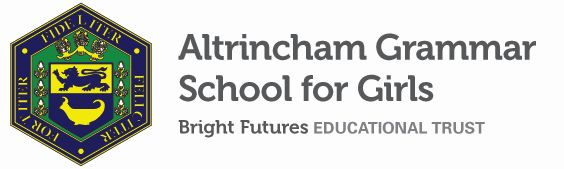 FIDELITER
FORTITER
FELICITER
Altrincham Grammar
School for Girls
Bright Futures EDUCATIONAL TRUST